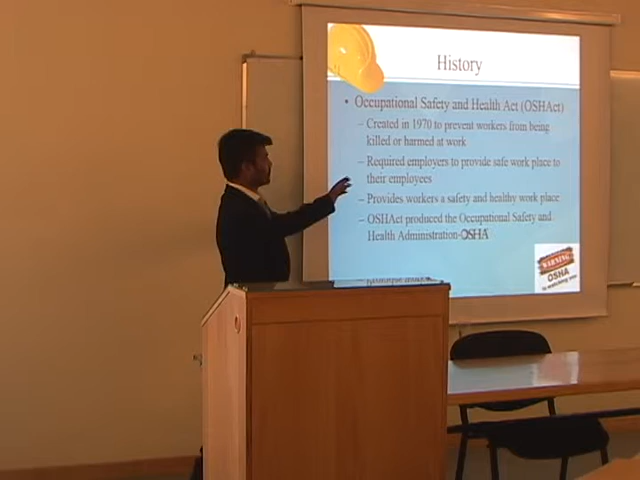 History
• Occupational Safety and Health Act (OSHAct)
– Created in 1970 to prevent workers from being
killed or harmed at work
– Required employers to provide safe work place to
their employees
– Provides workers a safety and healthy work place
– OSHAct produced the Occupational Safety and
Health Administration-OSHA
WARNING
OSHA
is watching you